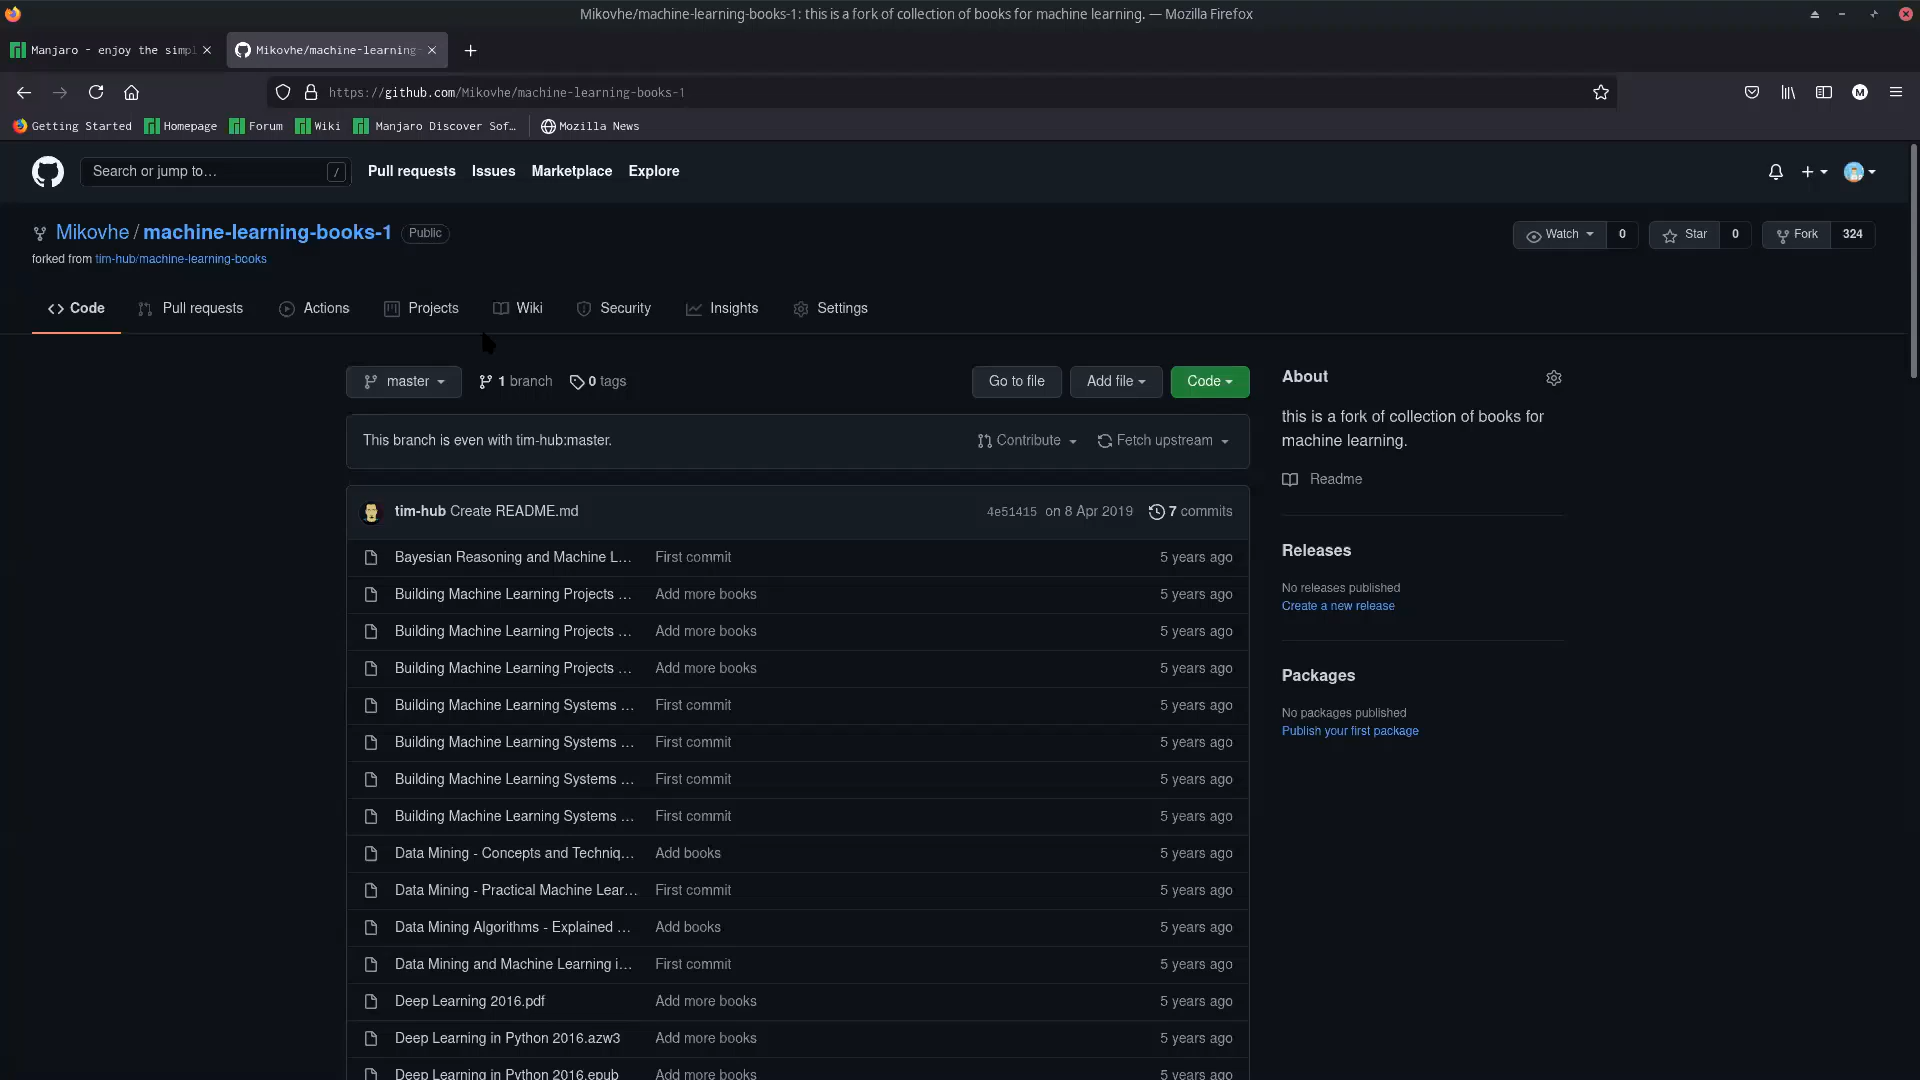 Mikovhe/machine-learning-books-1: this is a fork of collection of books for machine learning. — Mozilla Firefox
Manjaro - enjoy the simpl
Mikovhe/machine-learning-
https://github.com/Mikovhe/machine-learning-books-1
M
Getting Started Homepage Forum Wiki Manjaro Discover Sof… Mozilla News
Search or jump to… / Pull requests Issues Marketplace Explore
Mikovhe / machine-learning-books-1 Public
Watch 0 Star 0 Fork 324
forked from tim-hub/machine-learning-books
Code Pull requests Actions Projects Wiki Security Insights Settings
master 1 branch 0 tags Go to file Add file Code
This branch is even with tim-hub:master. Contribute Fetch upstream
tim-hub Create README.md 4e51415 on 8 Apr 2019 7 commits
Bayesian Reasoning and Machine L… First commit 5 years ago
Building Machine Learning Projects … Add more books 5 years ago
Building Machine Learning Projects … Add more books 5 years ago
Building Machine Learning Projects … Add more books 5 years ago
Building Machine Learning Systems … First commit 5 years ago
Building Machine Learning Systems … First commit 5 years ago
Building Machine Learning Systems … First commit 5 years ago
Building Machine Learning Systems … First commit 5 years ago
Data Mining - Concepts and Techniq… Add books 5 years ago
Data Mining - Practical Machine Lear… First commit 5 years ago
Data Mining Algorithms - Explained … Add books 5 years ago
Data Mining and Machine Learning i… First commit 5 years ago
Deep Learning 2016.pdf Add more books 5 years ago
Deep Learning in Python 2016.azw3 Add more books 5 years ago
Deep Learning in Python 2016.epub Add more books 5 years ago
About
this is a fork of collection of books for
machine learning.
Readme
Releases
No releases published
Create a new release
Packages
No packages published
Publish your first package